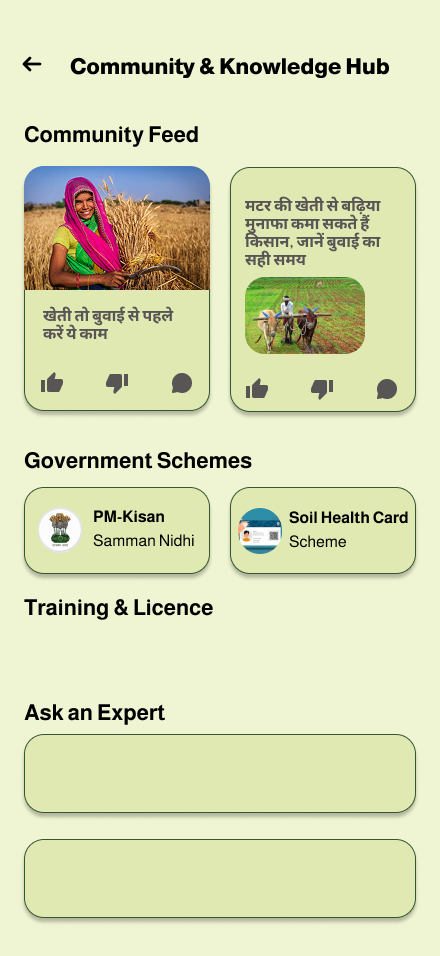 Community & Knowledge Hub
Community Feed
खेती तो बुवाई से पहले
करें ये काम
मटर की खेती से बढ़िया
मुनाफा कमा सकते हैं
किसान, जानें बुवाई का
सही समय
Government Schemes
PM-Kisan
Samman Nidhi
Soil Health Card
Scheme
Training & Licence
Ask an Expert